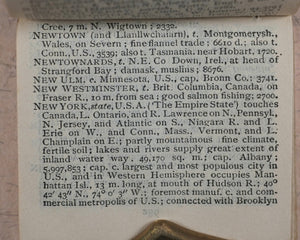 Cree, 7 m. N. Wigtown; 2332.
NEWTOWN (and Llanllwchaiarn), t. Montgomerysh.,
Wales, on Severn; fine flannel trade: 6610 d.; also t.
Conn., U.S., 3539; also t. Tasmania near Hobart, 1720.
NEWTOWNARDS, t. N.E. Co Down, Irel., at head of
Strangford Bay; damask, muslins; 8676.
NEW ULM, c. Minnesota, U.S., cap. Brown Co.; 3741.
NEW WESTMINSTER, t. Brit Columbia, Canada, on
Fraser R., 10 m. from sea; good salmon fishing; 2700.
NEW YORK, state, U.S.A. ('The Empire State') touches
Canada, L. Ontario, and R. Lawrence on N., Pennsyl.,
N. Jersey, and Atlantic on S., Niagara R. and L.
Erie on W., and Conn., Mass., Vermont, and L.
Champlain on E.; partly mountainous fine climate,
fertile soil; lakes and rivers supply great extent of
inland water way. 49,170 sq. m.; cap. Albany;
5,997,853; cap. c. largest and most populous city in
U.S., and in Western Hemisphere occupies Manhattan
Isl. 13 m. long, at mouth of Hudson R.; 40°
42' 43" N., 74° 0' 3" W.; foremost manuf. c. and commercial
metropolis of U.S.; connected with Brooklyn